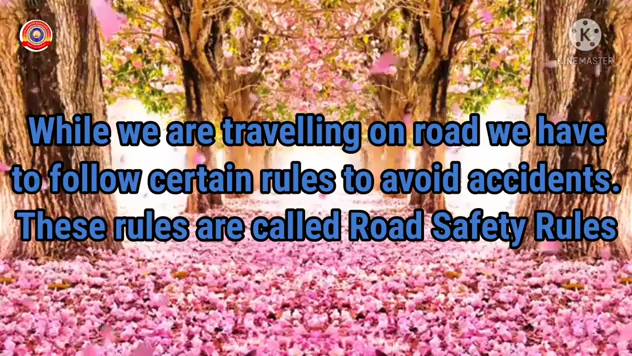 KINEMASTER
While we are travelling on road we have
to follow certain rules to avoid accidents.
These rules are called Road Safety Rules